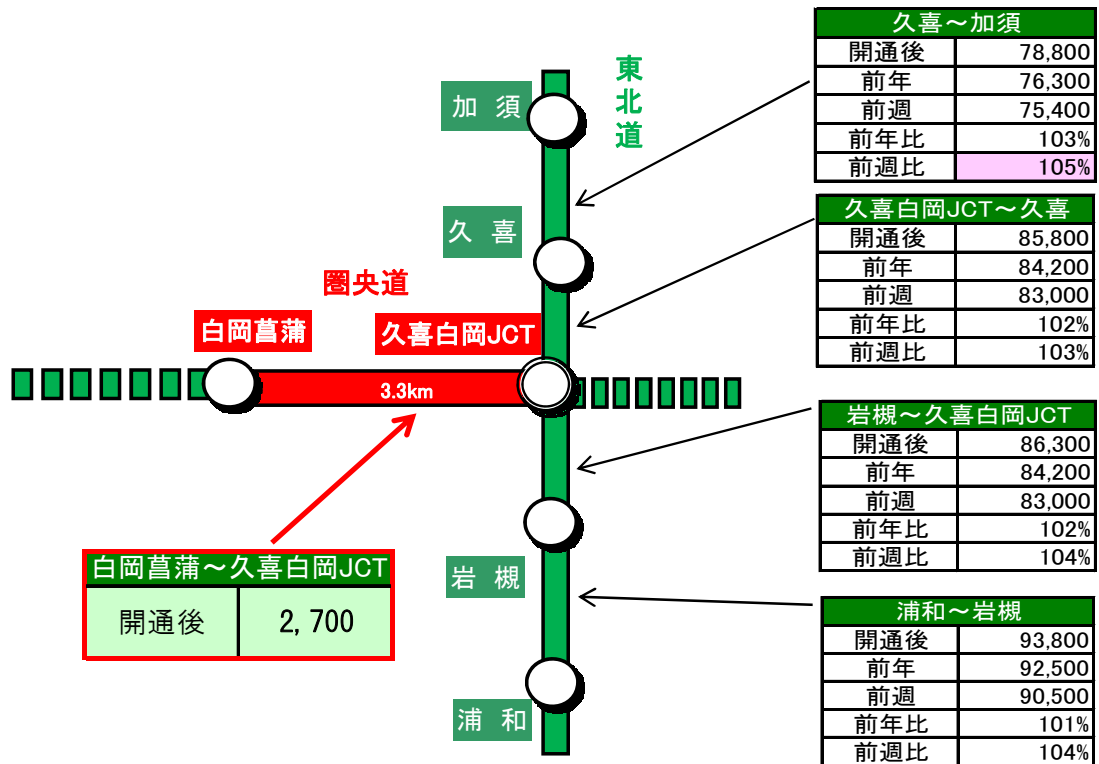 久喜～加須
開通後 78,800
前年 76,300
前週 75,400
前年比 103%
前週比 105%
東北道
加 須
久喜白岡JCT～久喜
開通後 85,800
前年 84,200
前週 83,000
前年比 102%
前週比 103%
久 喜
圏央道
白岡菖蒲
久喜白岡JCT
3.3km
岩槻～久喜白岡JCT
開通後 86,300
前年 84,200
前週 83,000
前年比 102%
前週比 104%
白岡菖蒲～久喜白岡JCT
開通後 2,700
岩 槻
浦和～岩槻
開通後 93,800
前年 92,500
前週 90,500
前年比 101%
前週比 104%
浦 和